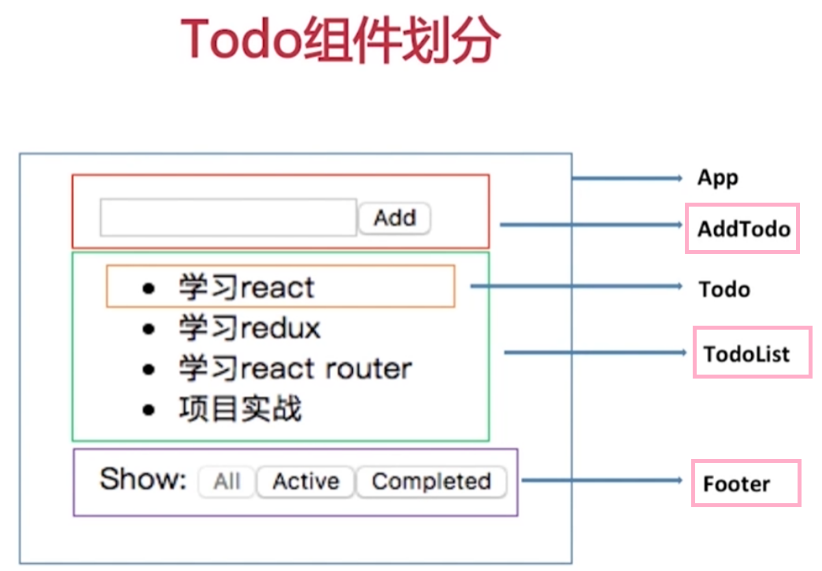 Todo组件划分
App
Add
AddTodo
学习react
Todo
学习redux
学习react router
TodoList
项目实战
Show: All Active Completed
Footer